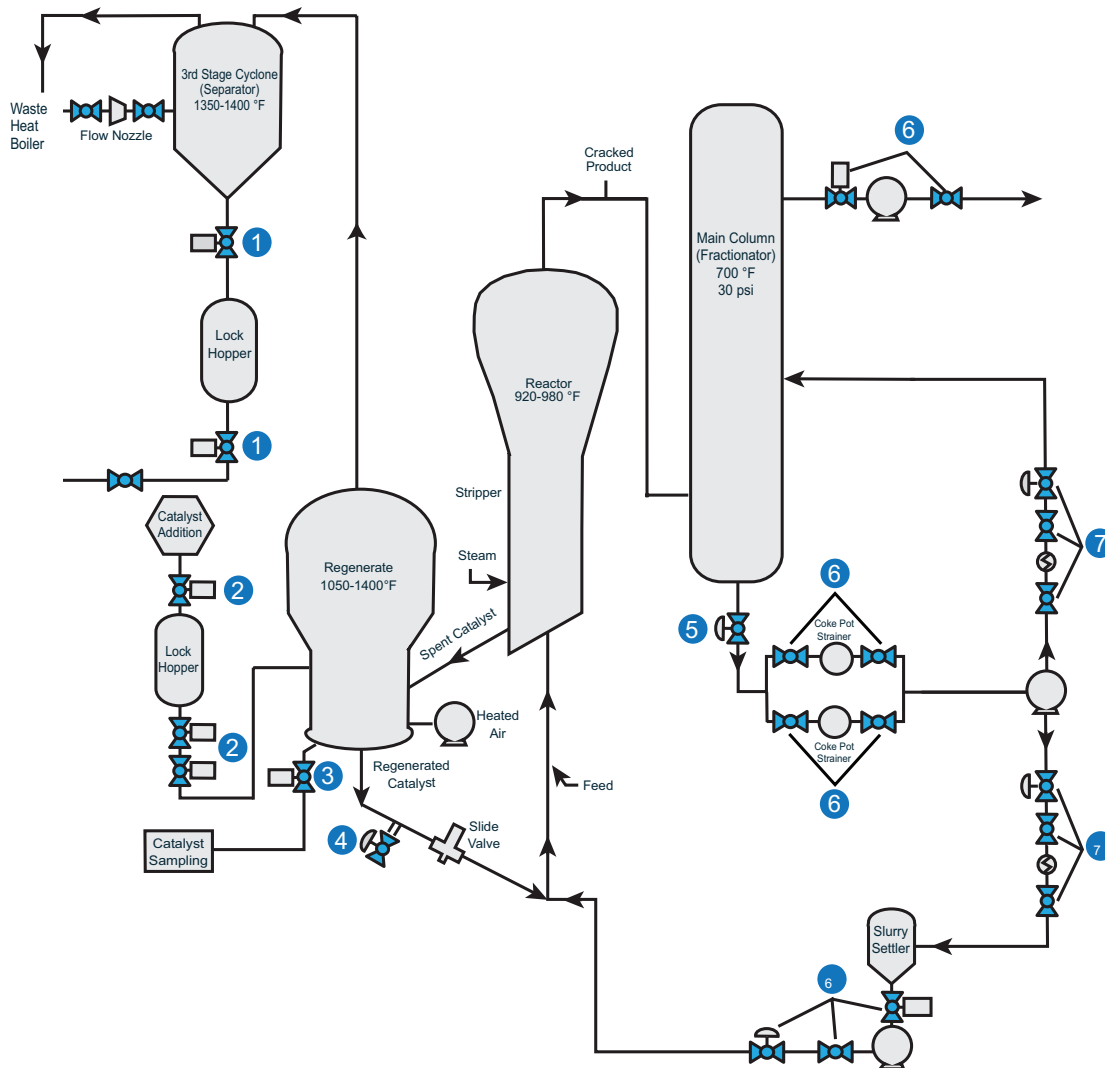 3rd Stage Cyclone
(Separator)
1350-1400 °F
Waste
Heat
Boiler
Flow Nozzle
1
Lock
Hopper
1
Catalyst
Addition
2
Lock
Hopper
2
Catalyst
Sampling
3
Regenerate
1050-1400°F
Heated
Air
Regenerated
Catalyst
4
Slide
Valve
Spent Catalyst
Steam
Stripper
Reactor
920-980 °F
Cracked
Product
Feed
Main Column
(Fractionator)
700 °F
30 psi
6
5
6
Coke Pot
Strainer
Coke Pot
Strainer
6
7
7
Slurry
Settler
6